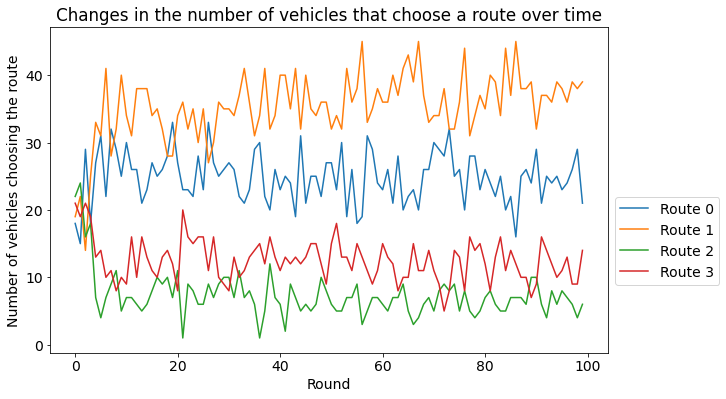 Changes in the number of vehicles that choose a route over time
Number of vehicles choosing the route
40
30
20
10
0
0 20 40 60 80 100
Round
Route 0
Route 1
Route 2
Route 3